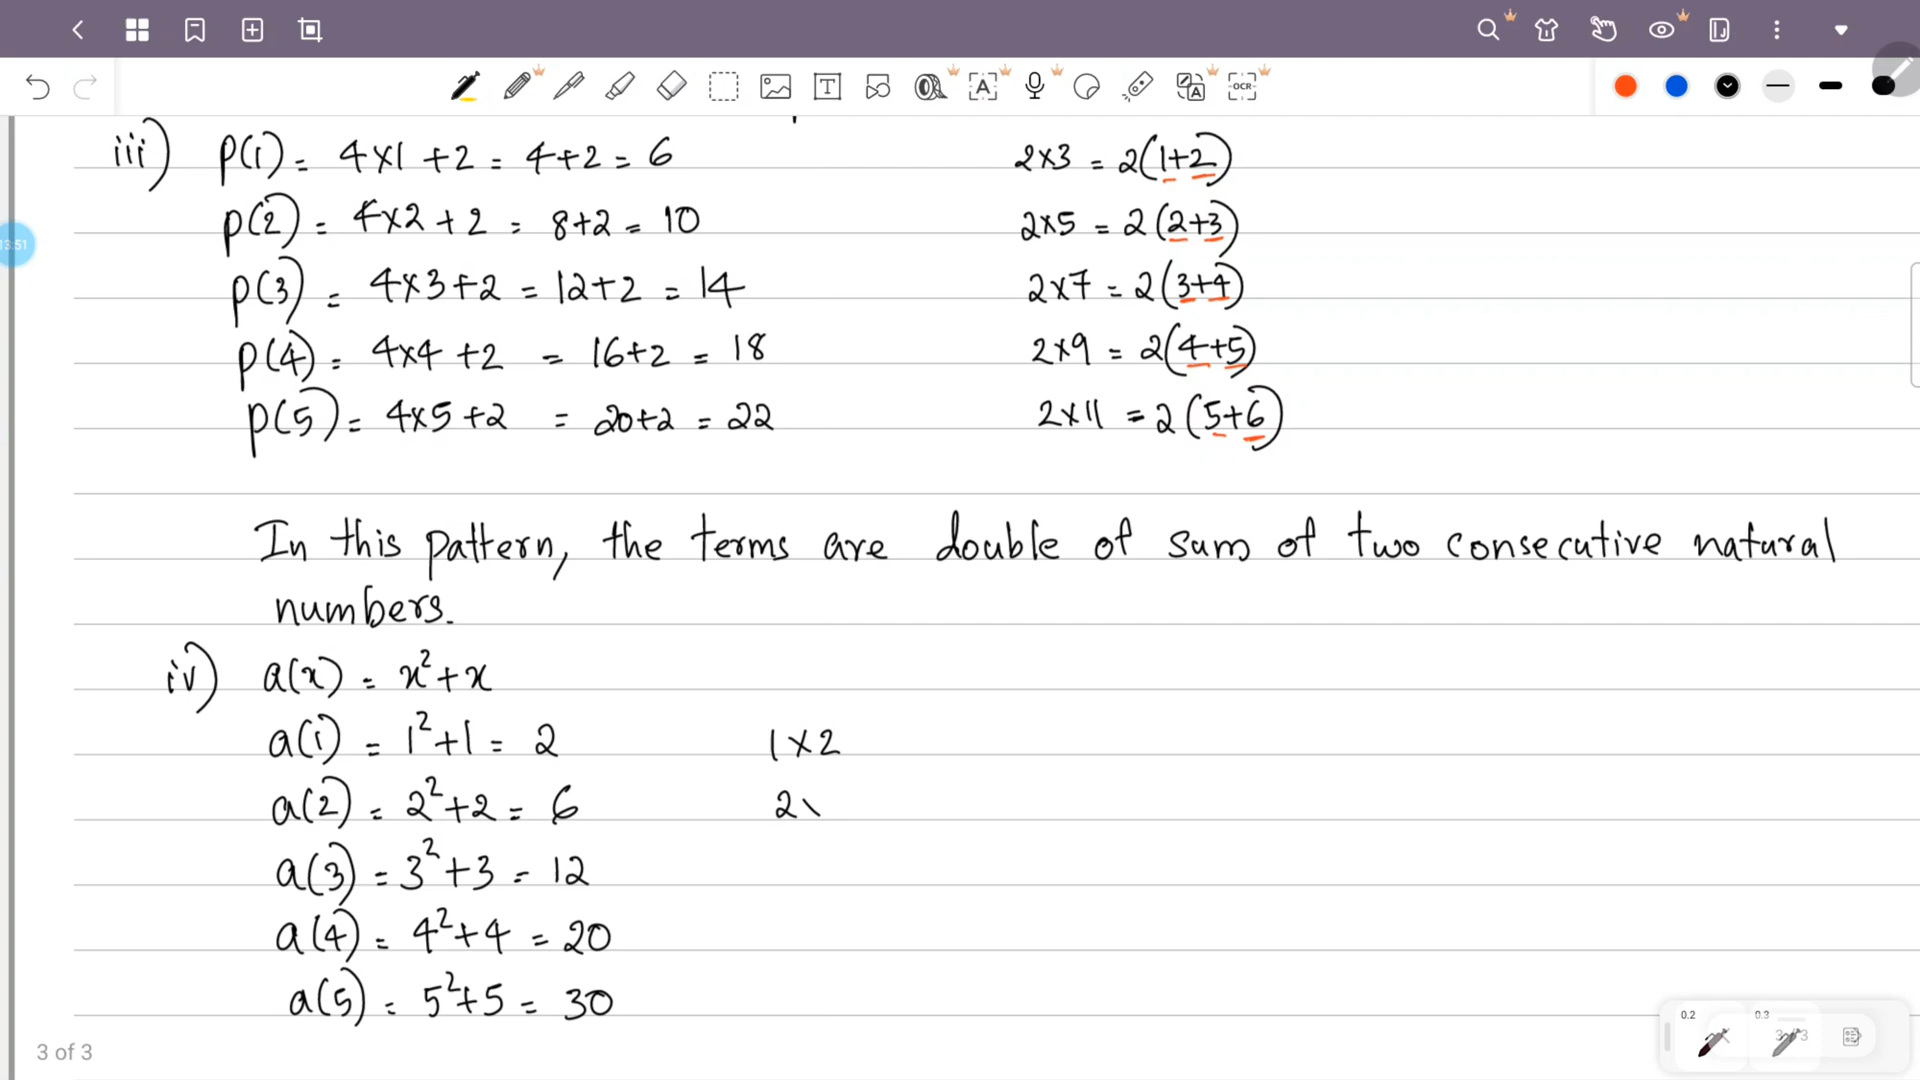 iii) p(1) = 4×1 +2 = 4+2 = 6 2×3 = 2(1+2)
p(2) = 4×2 + 2 = 8+2 = 10 2×5 = 2(2+3)
p(3) = 4×3+2 = 12+2 = 14 2×7 = 2(3+4)
p(4) = 4×4 +2 = 16+2 = 18 2×9 = 2(4+5)
p(5) = 4×5 +2 = 20+2 = 22 2×11 = 2(5+6)
In this pattern, the terms are double of sum of two consecutive natural
numbers.
iv) a(x) = x²+x
a(1) = 1²+1 = 2 1×2
a(2) = 2²+2 = 6 2\
a(3) = 3²+3 = 12
a(4) = 4²+4 = 20
a(5) = 5²+5 = 30
3 of 3
0.2 0.3